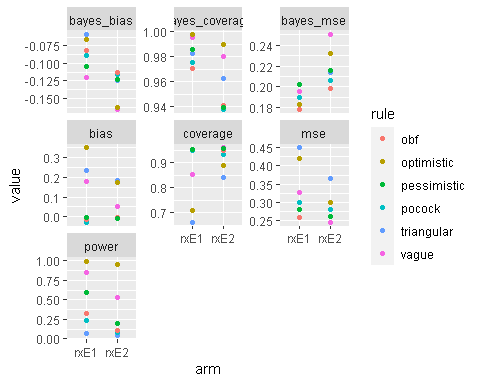 bayes_bias
ayes_coverag
bayes_mse
-0.075
-0.100
-0.125
-0.150
1.00
0.98
0.96
0.94
0.24
0.22
0.20
0.18
bias
coverage
mse
0.3
0.2
0.1
0.0
0.9
0.8
0.7
0.45
0.40
0.35
0.30
0.25
rxE1
rxE2
rxE1
rxE2
power
1.00
0.75
0.50
0.25
0.00
rxE1
rxE2
value
arm
rule
obf
optimistic
pessimistic
pocock
triangular
vague